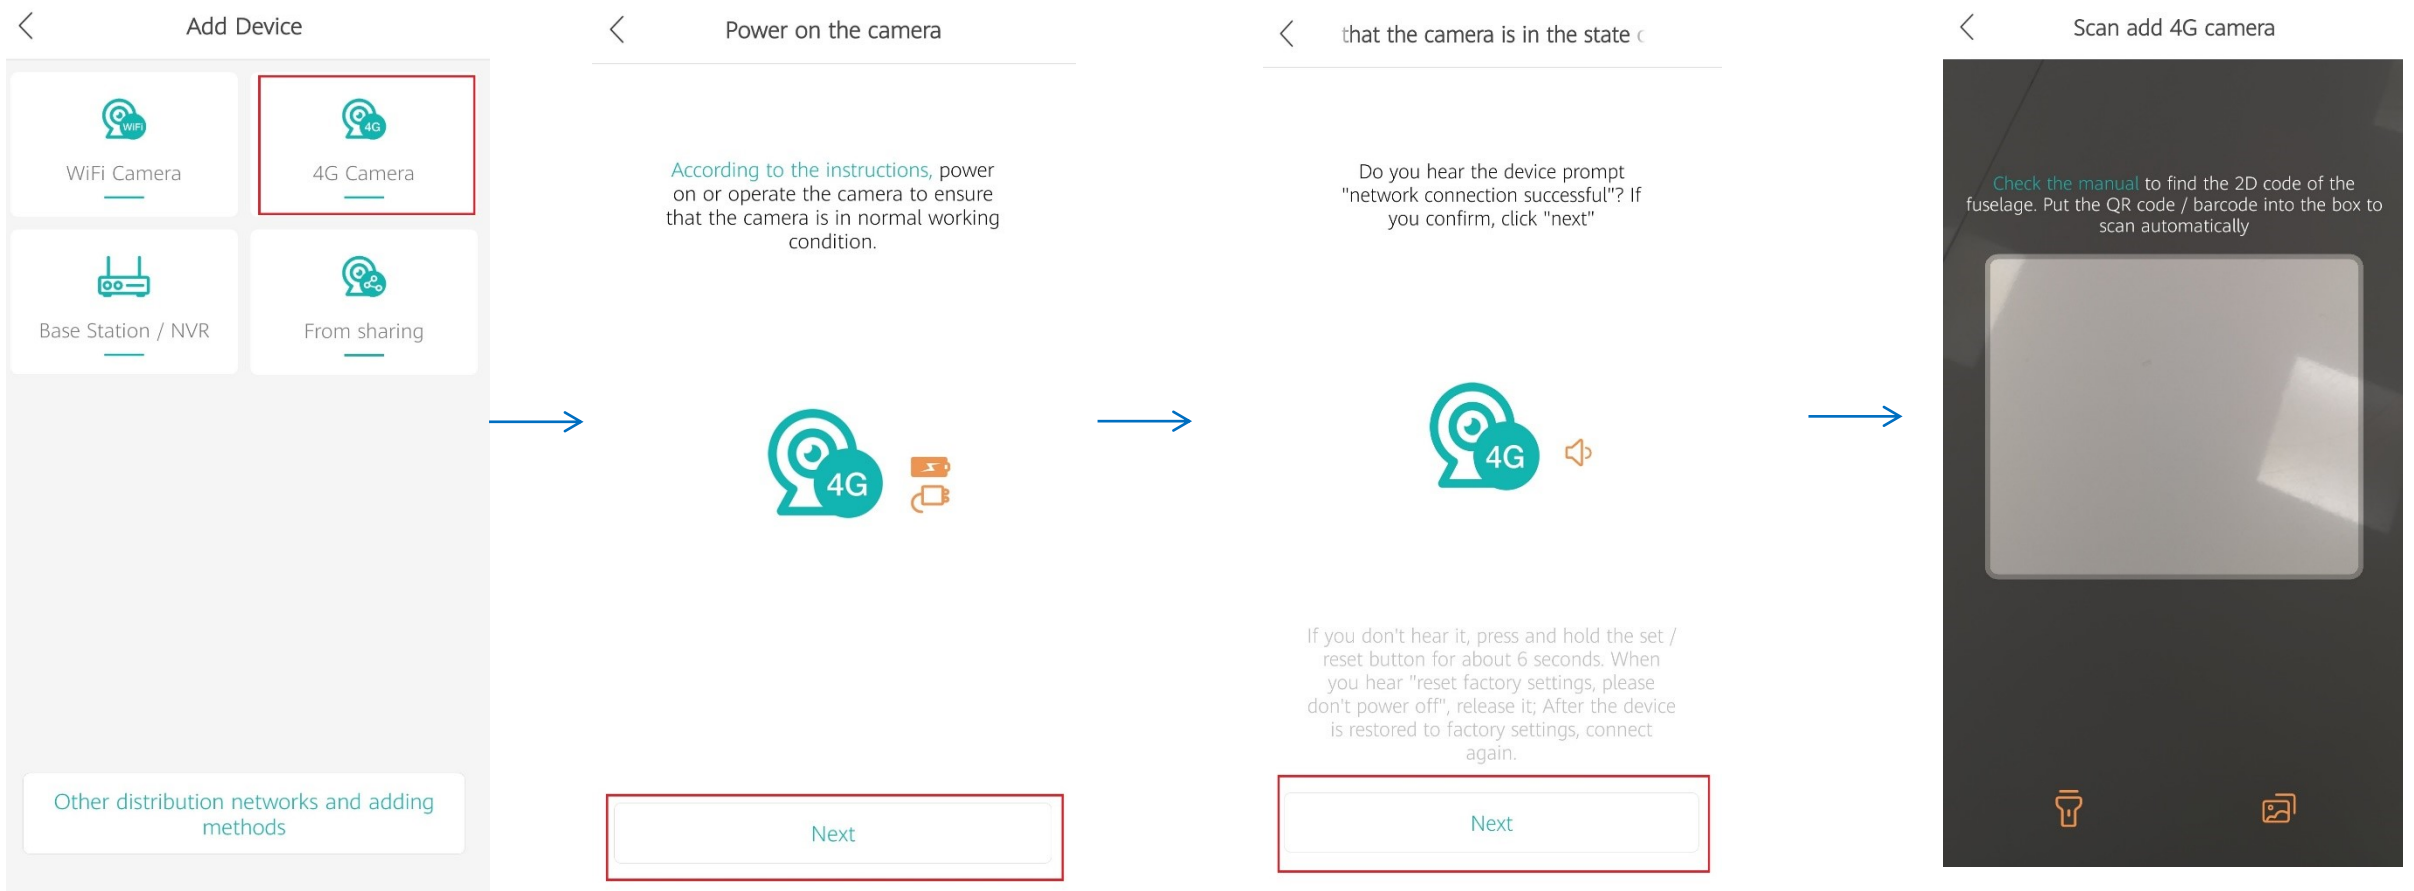 Add Device
WiFi
WiFi Camera
4G
4G Camera
Base Station / NVR
From sharing
Other distribution networks and adding
methods
Power on the camera
According to the instructions, power
on or operate the camera to ensure
that the camera is in normal working
condition.
4G
Next
that the camera is in the state
Do you hear the device prompt
"network connection successful"? If
you confirm, click "next"
4G
If you don't hear it, press and hold the set /
reset button for about 6 seconds. When
you hear "reset factory settings, please
don't power off", release it; After the device
is restored to factory settings, connect
again.
Next
Scan add 4G camera
Check the manual to find the 2D code of the
fuselage. Put the QR code / barcode into the box to
scan automatically